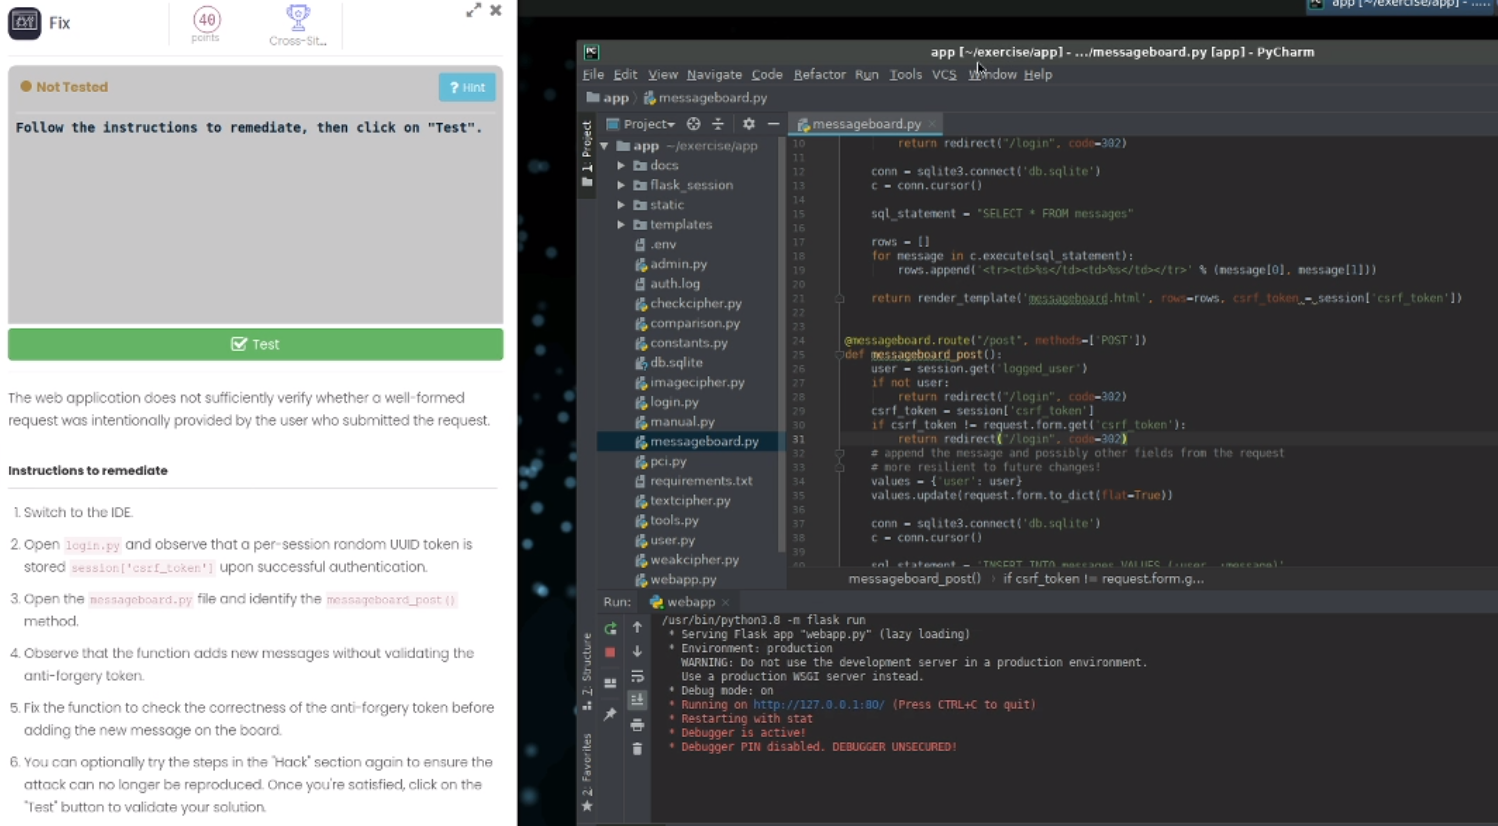 Fix
40
points
Cross-Sit...
Not Tested
? Hint
Follow the instructions to remediate, then click on "Test".
Test
The web application does not sufficiently verify whether a well-formed
request was intentionally provided by the user who submitted the request.
Instructions to remediate
1. Switch to the IDE.
2. Open login.py and observe that a per-session random UUID token is
stored session['csrf_token'] upon successful authentication.
3. Open the messageboard.py file and identify the messageboard_post()
method.
4. Observe that the function adds new messages without validating the
anti-forgery token.
5. Fix the function to check the correctness of the anti-forgery token before
adding the new message on the board.
6. You can optionally try the steps in the "Hack" section again to ensure the
attack can no longer be reproduced. Once you're satisfied, click on the
"Test" button to validate your solution.
app [~/exercise/app] - .....
app [~/exercise/app] - .../messageboard.py [app] - PyCharm
File Edit View Navigate Code Refactor Run Tools VCS Window Help
app messageboard.py
1: Project
Project
app ~/exercise/app
docs
flask_session
static
templates
.env
admin.py
auth.log
checkcipher.py
comparison.py
constants.py
db.sqlite
imagecipher.py
login.py
manual.py
messageboard.py
pci.py
requirements.txt
textcipher.py
tools.py
user.py
weakcipher.py
webapp.py
messageboard.py
10 return redirect("/login", code=302)
11
12 conn = sqlite3.connect('db.sqlite')
13 c = conn.cursor()
14
15 sql_statement = "SELECT * FROM messages"
16
17 rows = []
18 for message in c.execute(sql_statement):
19 rows.append('<tr><td>%s</td><td>%s</td></tr>' % (message[0], message[1]))
20
21 return render_template('messageboard.html', rows=rows, csrf_token = session['csrf_token'])
22
23
24 @messageboard.route("/post", methods=['POST'])
25 def messageboard_post():
26 user = session.get('logged_user')
27 if not user:
28 return redirect("/login", code=302)
29 csrf_token = session['csrf_token']
30 if csrf_token != request.form.get('csrf_token'):
31 return redirect("/login", code=302)
32 # append the message and possibly other fields from the request
33 # more resilient to future changes!
34 values = {'user': user}
35 values.update(request.form.to_dict(flat=True))
36
37 conn = sqlite3.connect('db.sqlite')
38 c = conn.cursor()
39
40 sql_statement = 'INSERT INTO messages VALUES (:user, :message)'
messageboard_post() if csrf_token != request.form.g...
Run: webapp
/usr/bin/python3.8 -m flask run
* Serving Flask app "webapp.py" (lazy loading)
* Environment: production
WARNING: Do not use the development server in a production environment.
Use a production WSGI server instead.
* Debug mode: on
* Running on http://127.0.0.1:80/ (Press CTRL+C to quit)
* Restarting with stat
* Debugger is active!
* Debugger PIN disabled. DEBUGGER UNSECURED!
7: Structure
2: Favorites